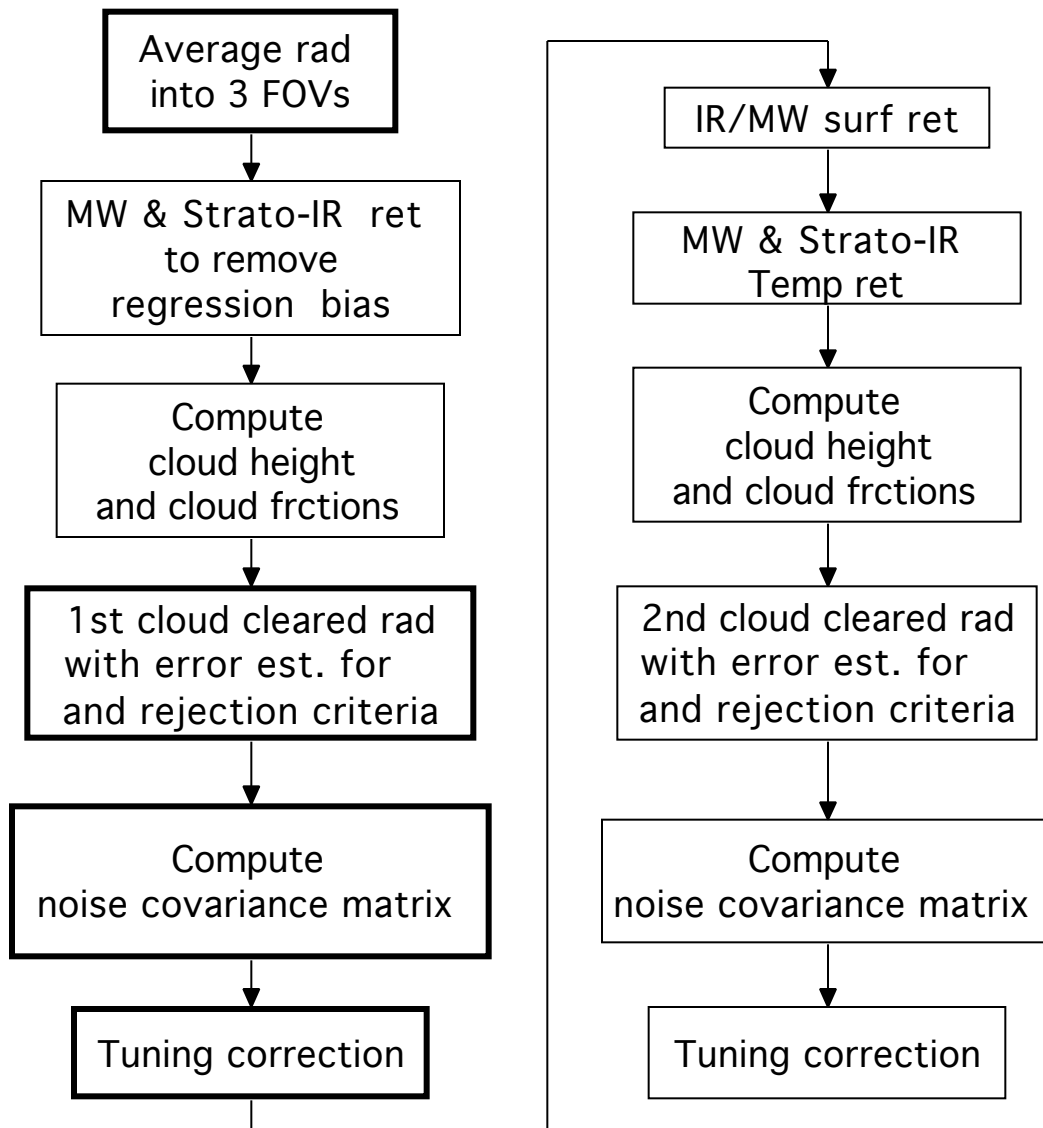 Average rad
into 3 FOVs
MW & Strato-IR ret
to remove
regression bias
Compute
cloud height
and cloud frctions
1st cloud cleared rad
with error est. for
and rejection criteria
Compute
noise covariance matrix
Tuning correction
IR/MW surf ret
MW & Strato-IR
Temp ret
Compute
cloud height
and cloud frctions
2nd cloud cleared rad
with error est. for
and rejection criteria
Compute
noise covariance matrix
Tuning correction